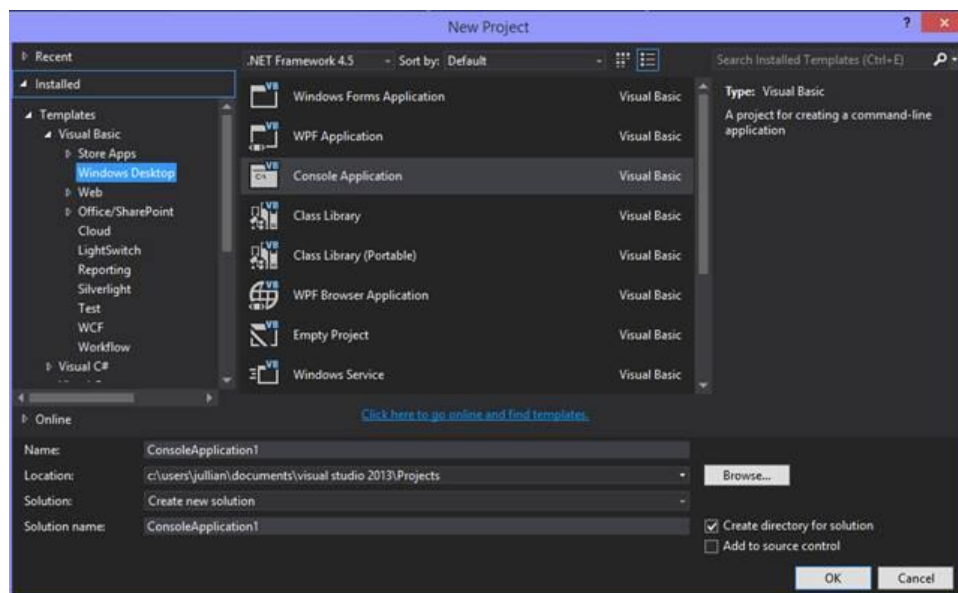 New Project
?
Recent
.NET Framework 4.5
Sort by: Default
Search Installed Templates (Ctrl+E)
Installed
Templates
Visual Basic
Store Apps
Windows Desktop
Web
Office/SharePoint
Cloud
LightSwitch
Reporting
Silverlight
Test
WCF
Workflow
Visual C#
Online
Windows Forms Application Visual Basic
WPF Application Visual Basic
Console Application Visual Basic
Class Library Visual Basic
Class Library (Portable) Visual Basic
WPF Browser Application Visual Basic
Empty Project Visual Basic
Windows Service Visual Basic
Click here to go online and find templates.
Type: Visual Basic
A project for creating a command-line
application
Name: ConsoleApplication1
Location: c:\users\jullian\documents\visual studio 2013\Projects
Browse...
Solution: Create new solution
Solution name: ConsoleApplication1
Create directory for solution
Add to source control
OK
Cancel